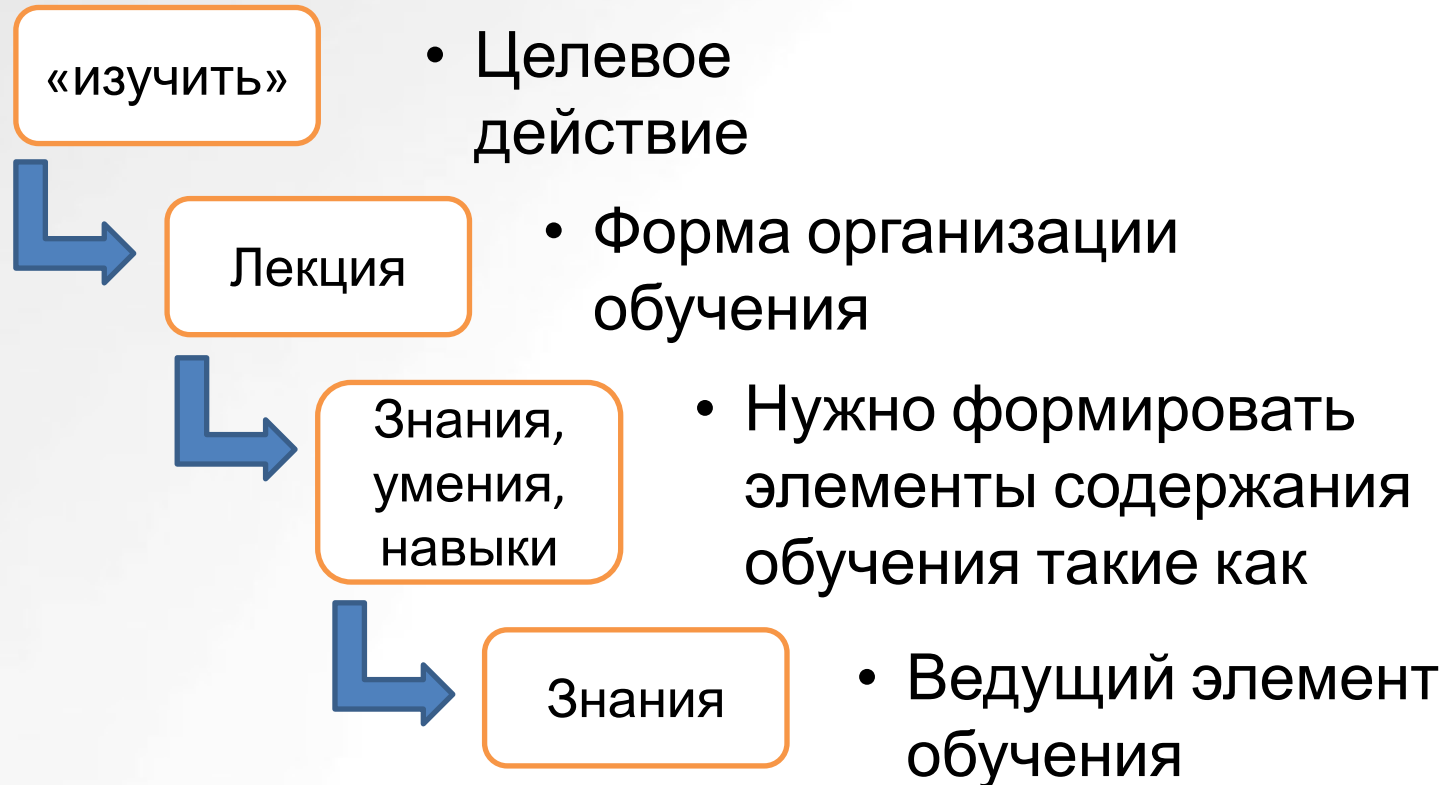 «изучить»
• Целевое
действие
Лекция
• Форма организации
обучения
Знания,
умения,
навыки
• Нужно формировать
элементы содержания
обучения такие как
Знания
• Ведущий элемент
обучения